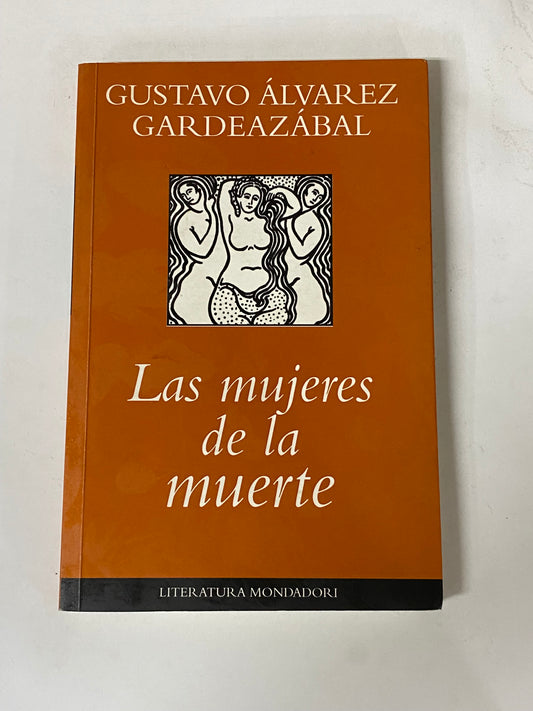 GUSTAVO ÁLVAREZ
GARDEAZÁBAL
Las mujeres
de la
muerte
LITERATURA MONDADORI